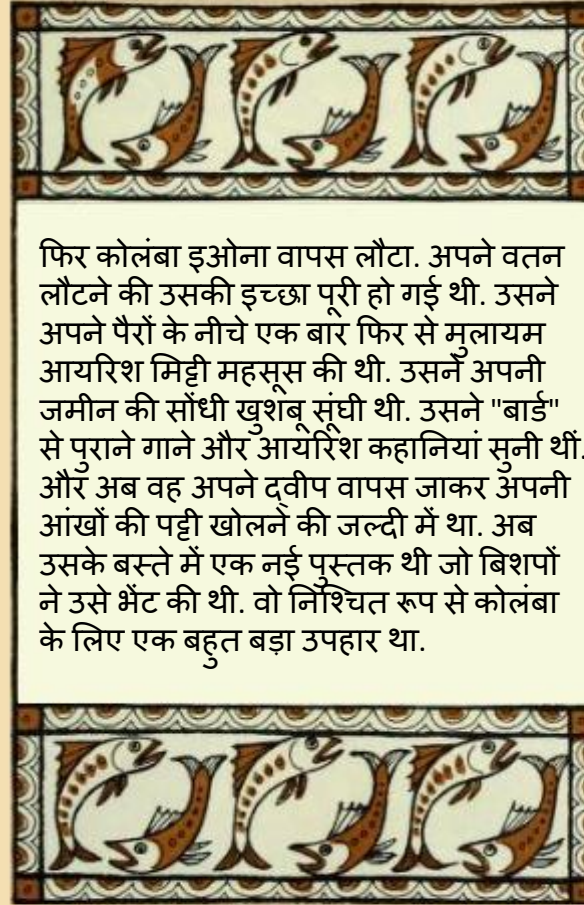 फिर कोलंबा इओना वापस लौटा. अपने वतन
लौटने की उसकी इच्छा पूरी हो गई थी. उसने
अपने पैरों के नीचे एक बार फिर से मुलायम
आयरिश मिट्टी महसूस की थी. उसने अपनी
जमीन की सोंधी खुशबू सूंघी थी. उसने "बार्ड"
से पुराने गाने और आयरिश कहानियां सुनी थीं.
और अब वह अपने द्वीप वापस जाकर अपनी
आंखों की पट्टी खोलने की जल्दी में था. अब
उसके बस्ते में एक नई पुस्तक थी जो बिशपों
ने उसे भेंट की थी. वो निश्चित रूप से कोलंबा
के लिए एक बहुत बड़ा उपहार था.